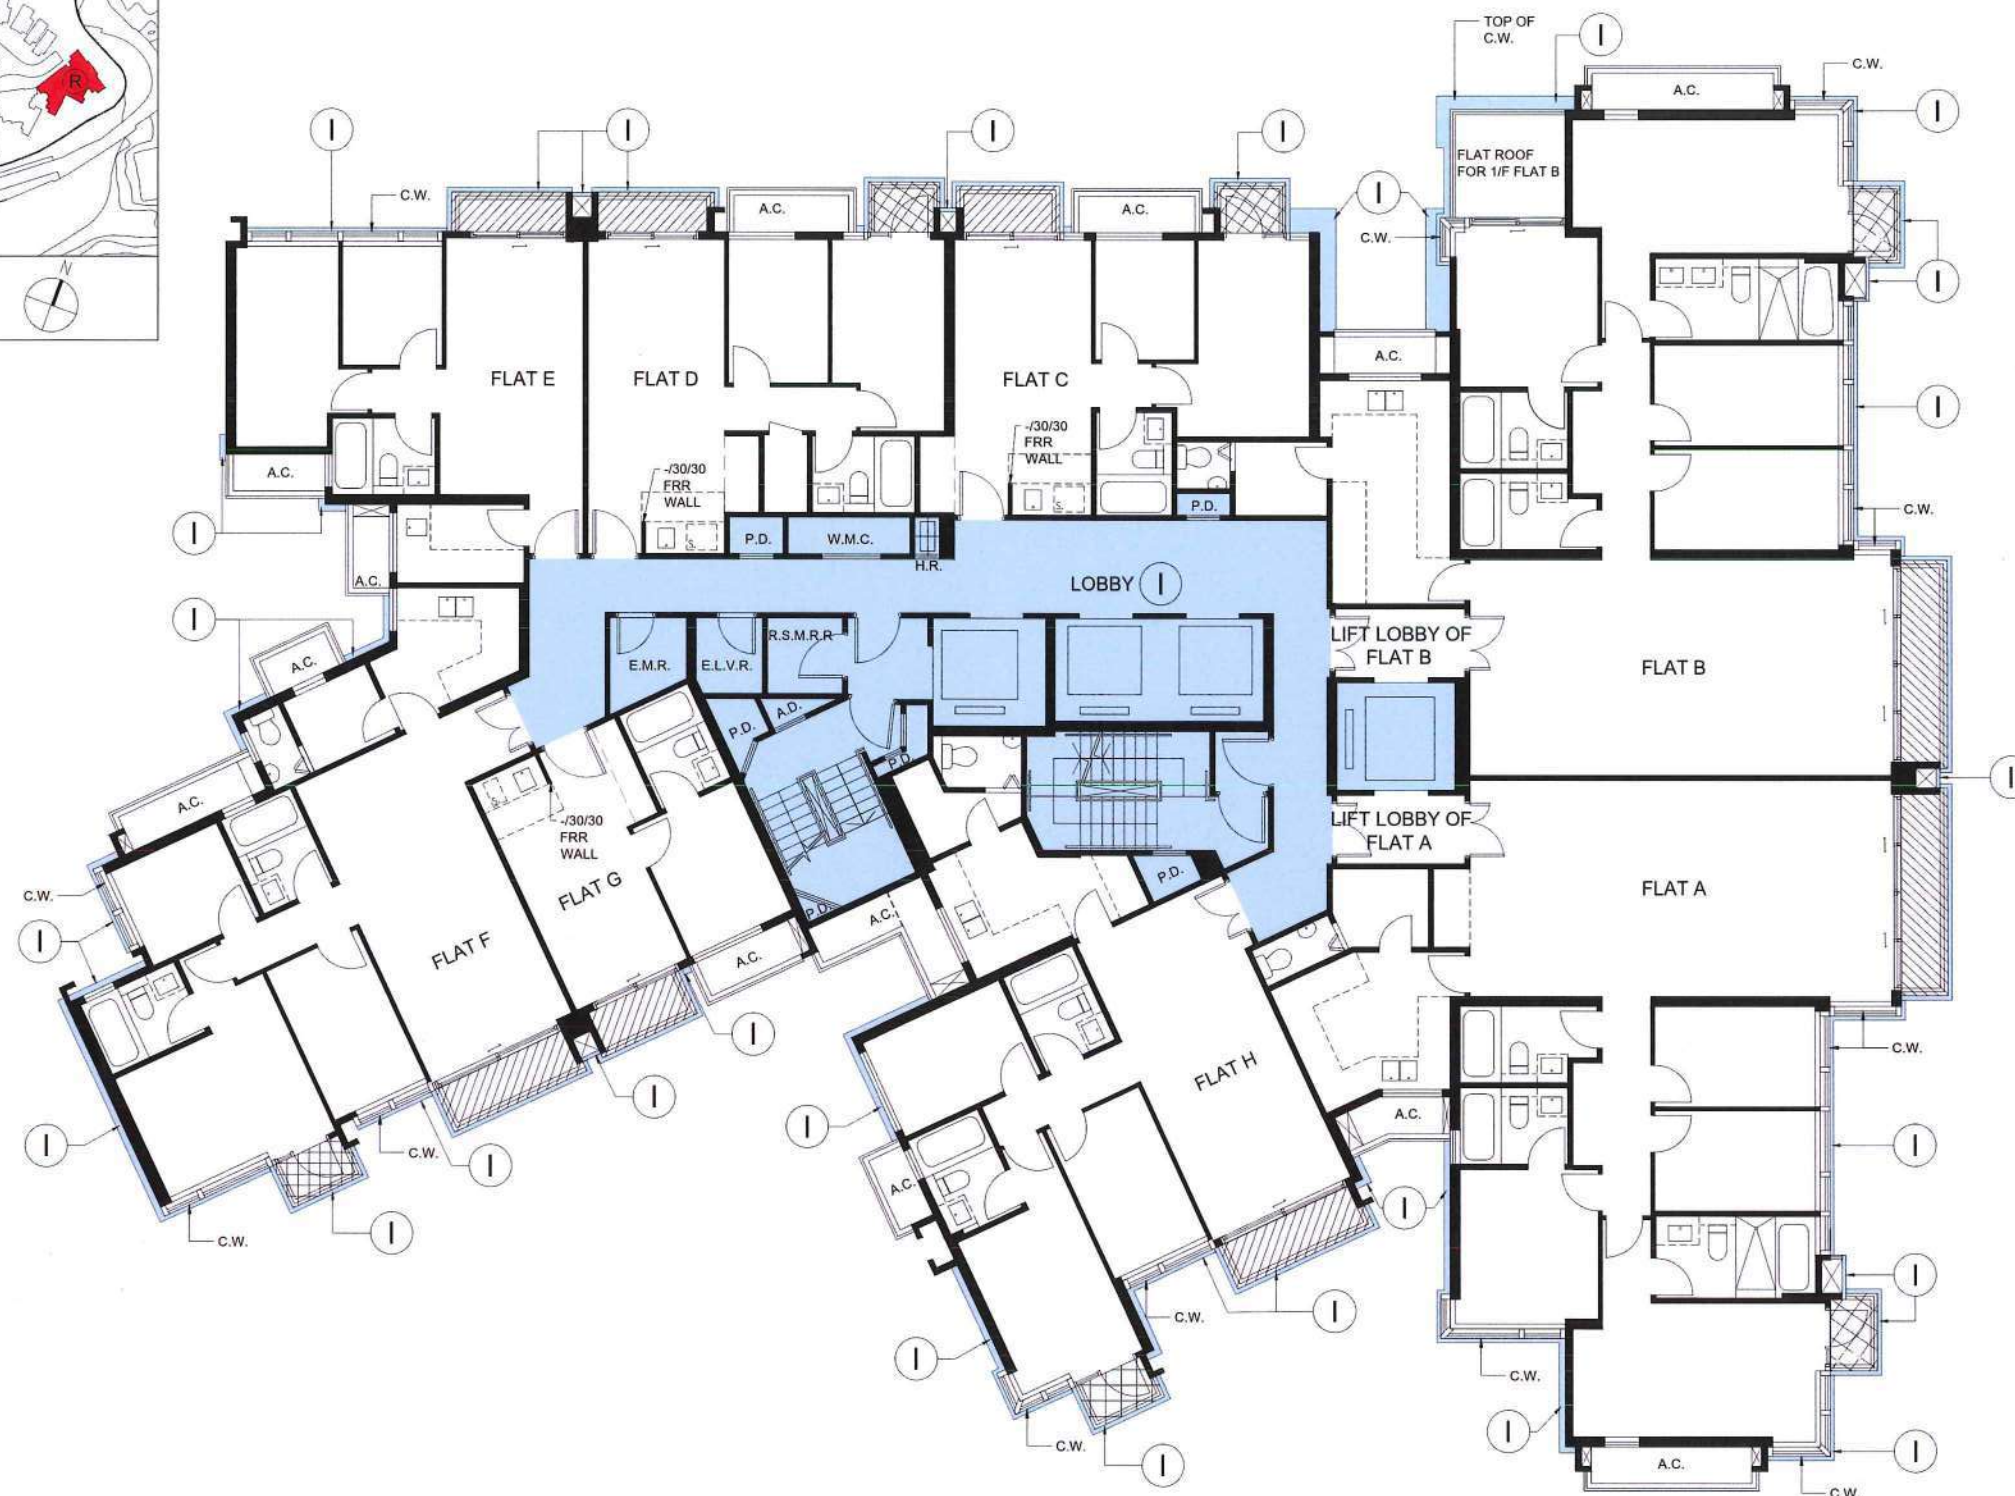 R
N
TOP OF
C.W.
I
C.W.
A.C.
I
I
I
I
I
C.W.
A.C.
A.C.
FLAT ROOF
FOR 1/F FLAT B
I
C.W.
I
A.C.
FLAT E
FLAT D
FLAT C
I
A.C.
-/30/30
FRR
WALL
-/30/30
FRR
WALL
S.
S.
P.D.
C.W.
I
A.C.
P.D.
W.M.C.
H.R.
LOBBY
I
I
E.M.R.
E.L.V.R.
R.S.M.R.R
LIFT LOBBY OF
FLAT B
FLAT B
A.C.
P.D.
A.D.
P.D.
I
A.C.
S.
-/30/30
FRR
WALL
LIFT LOBBY OF
FLAT A
FLAT A
P.D.
FLAT G
P.D.
A.C.
C.W.
I
FLAT F
A.C.
I
I
C.W.
FLAT H
A.C.
I
I
C.W.
I
I
A.C.
I
I
C.W.
I
C.W.
I
I
C.W.
I
C.W.
I
C.W.
I
I
A.C.
C.W.